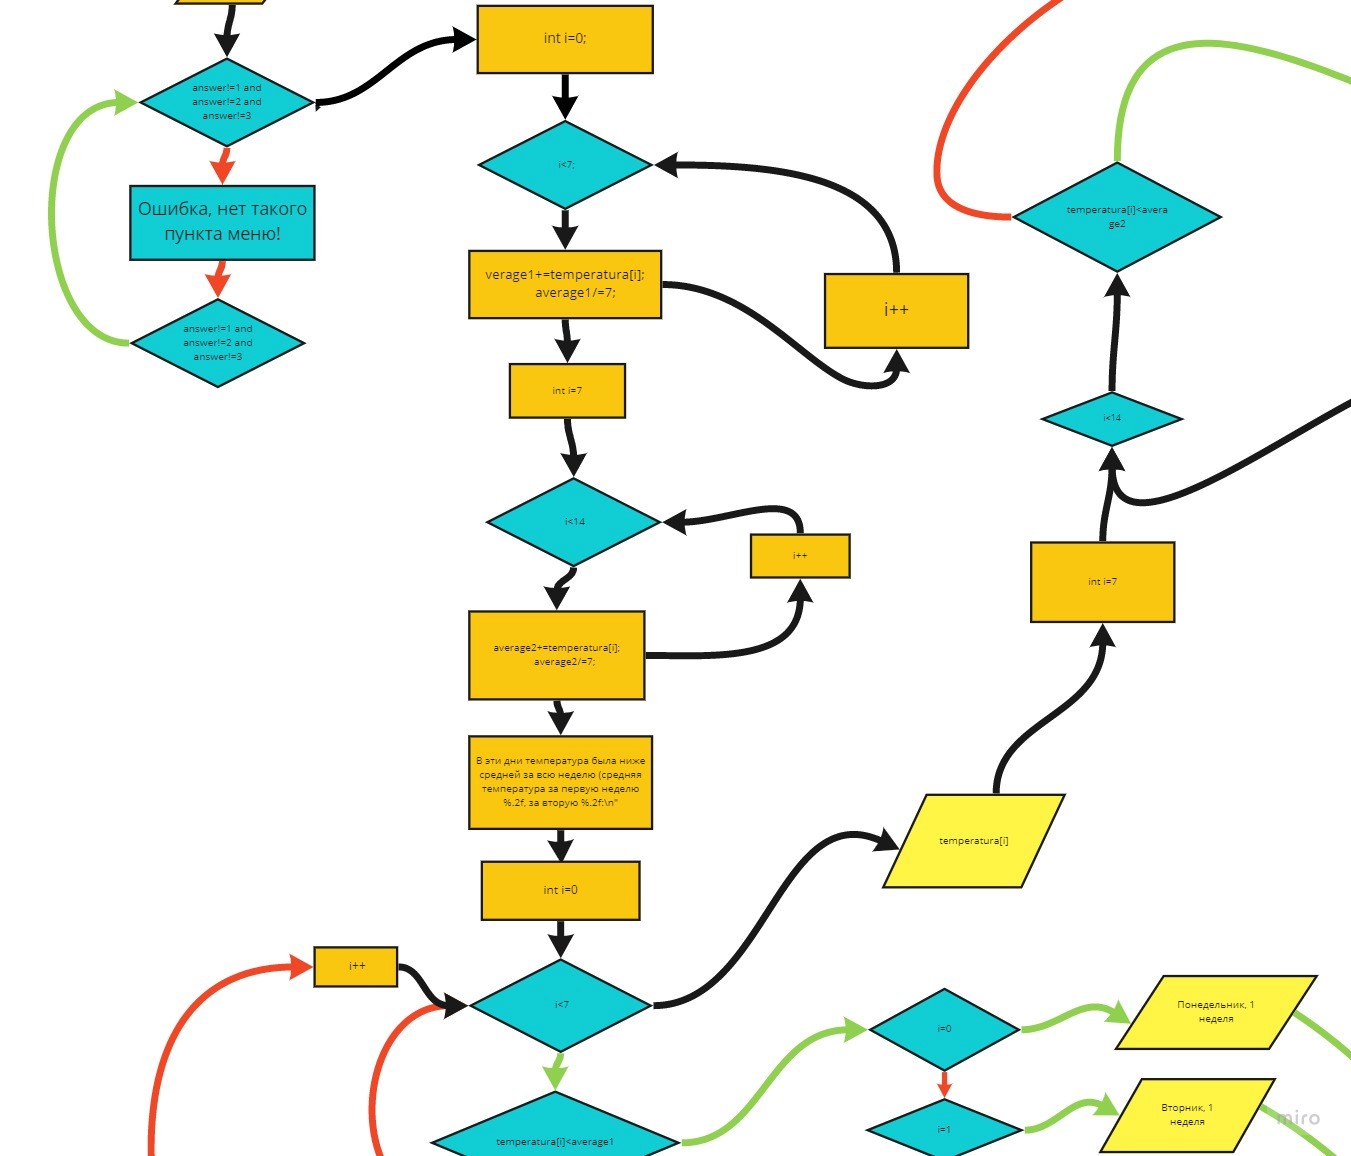 answer!=1 and
answer!=2 and
answer!=3
Ошибка, нет такого
пункта меню!
answer!=1 and
answer!=2 and
answer!=3
int i=0;
i<7;
verage1+=temperatura[i];
average1/=7;
i++
int i=7
i<14
i++
average2+=temperatura[i];
average2/=7;
В эти дни температура была ниже
средней за всю неделю (средняя
температура за первую неделю
%.2f, за вторую %.2f:\n"
int i=0
i++
i<7
temperatura[i]<average1
temperatura[i]<avera
ge2
i<14
int i=7
temperatura[i]
i=0
Понедельник, 1
неделя
i=1
Вторник, 1
неделя
miro